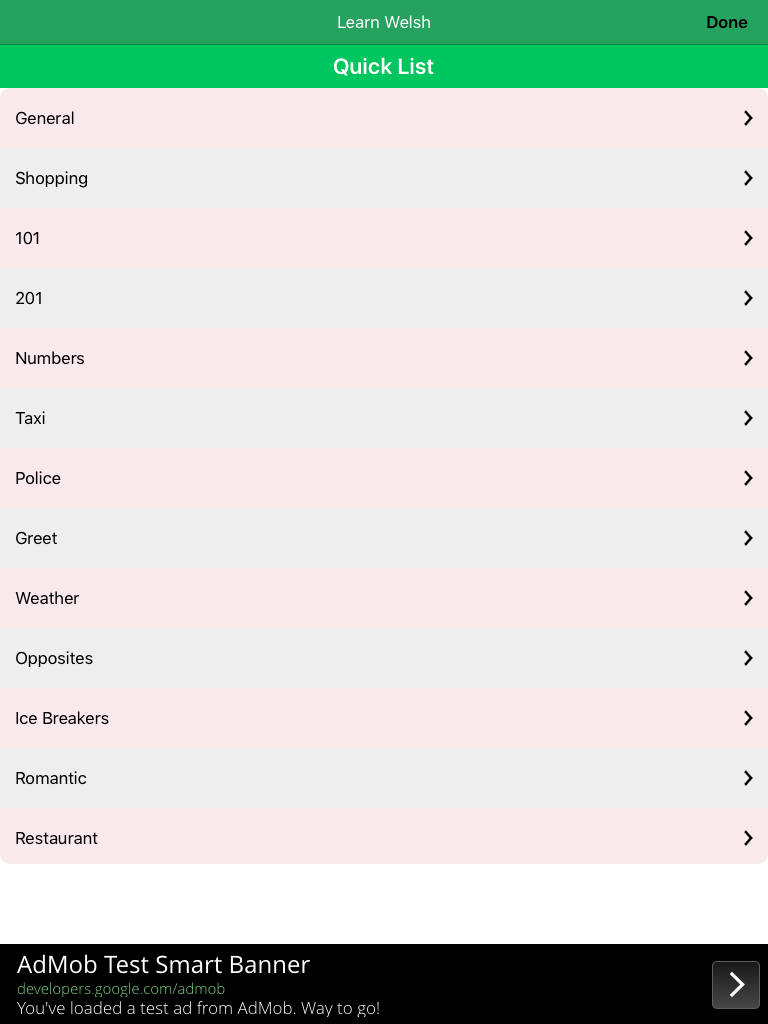 Learn Welsh
Done
Quick List
General
Shopping
101
201
Numbers
Taxi
Police
Greet
Weather
Opposites
Ice Breakers
Romantic
Restaurant
AdMob Test Smart Banner
developers.google.com/admob
You've loaded a test ad from AdMob. Way to go!